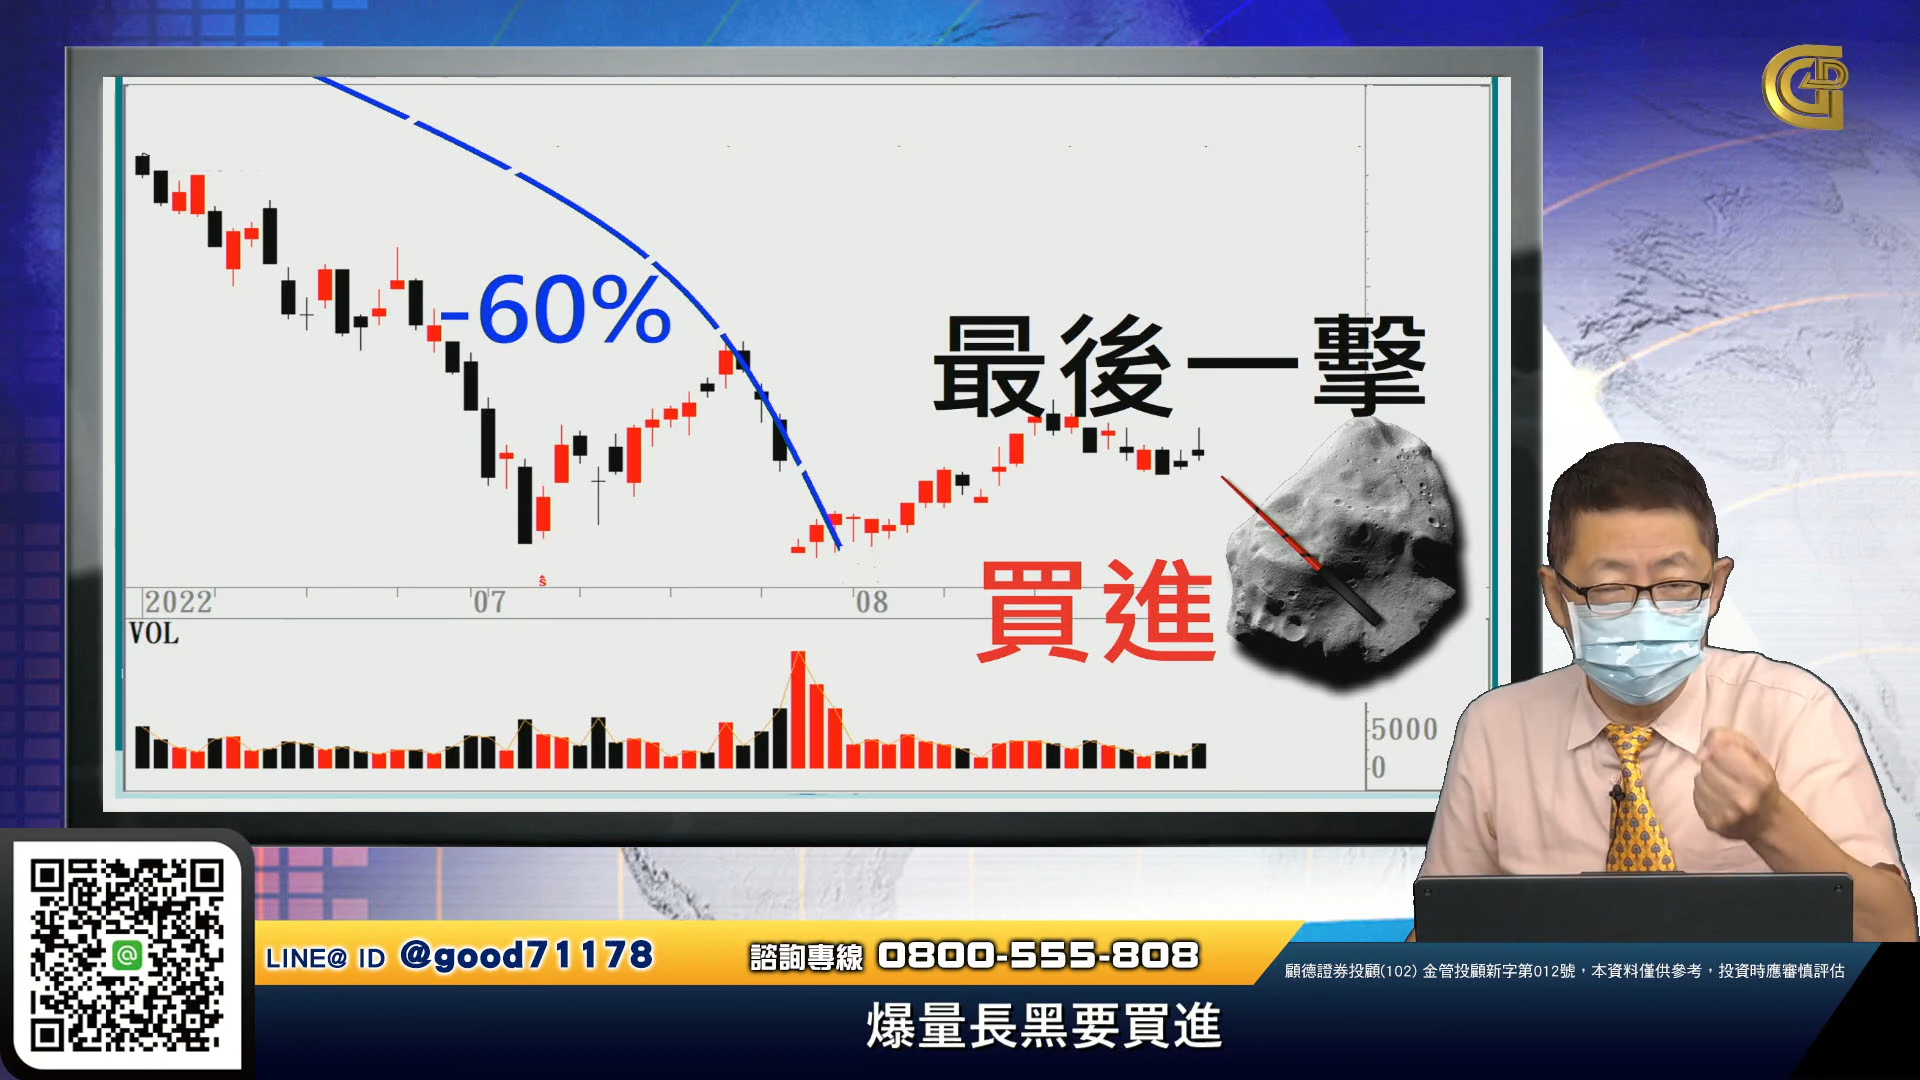 -60%
最後一擊
買進
2022
07
08
VOL
5000
0
LINE@ ID @good71178
諮詢專線 0800-555-808
顧德證券投顧(102) 金管投顧新字第012號，本資料僅供參考，投資時應審慎評估
爆量長黑要買進